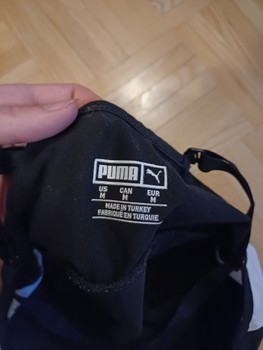 PUMA
US CAN EUR
M M M
MADE IN TURKEY
FABRIQUÉ EN TURQUIE